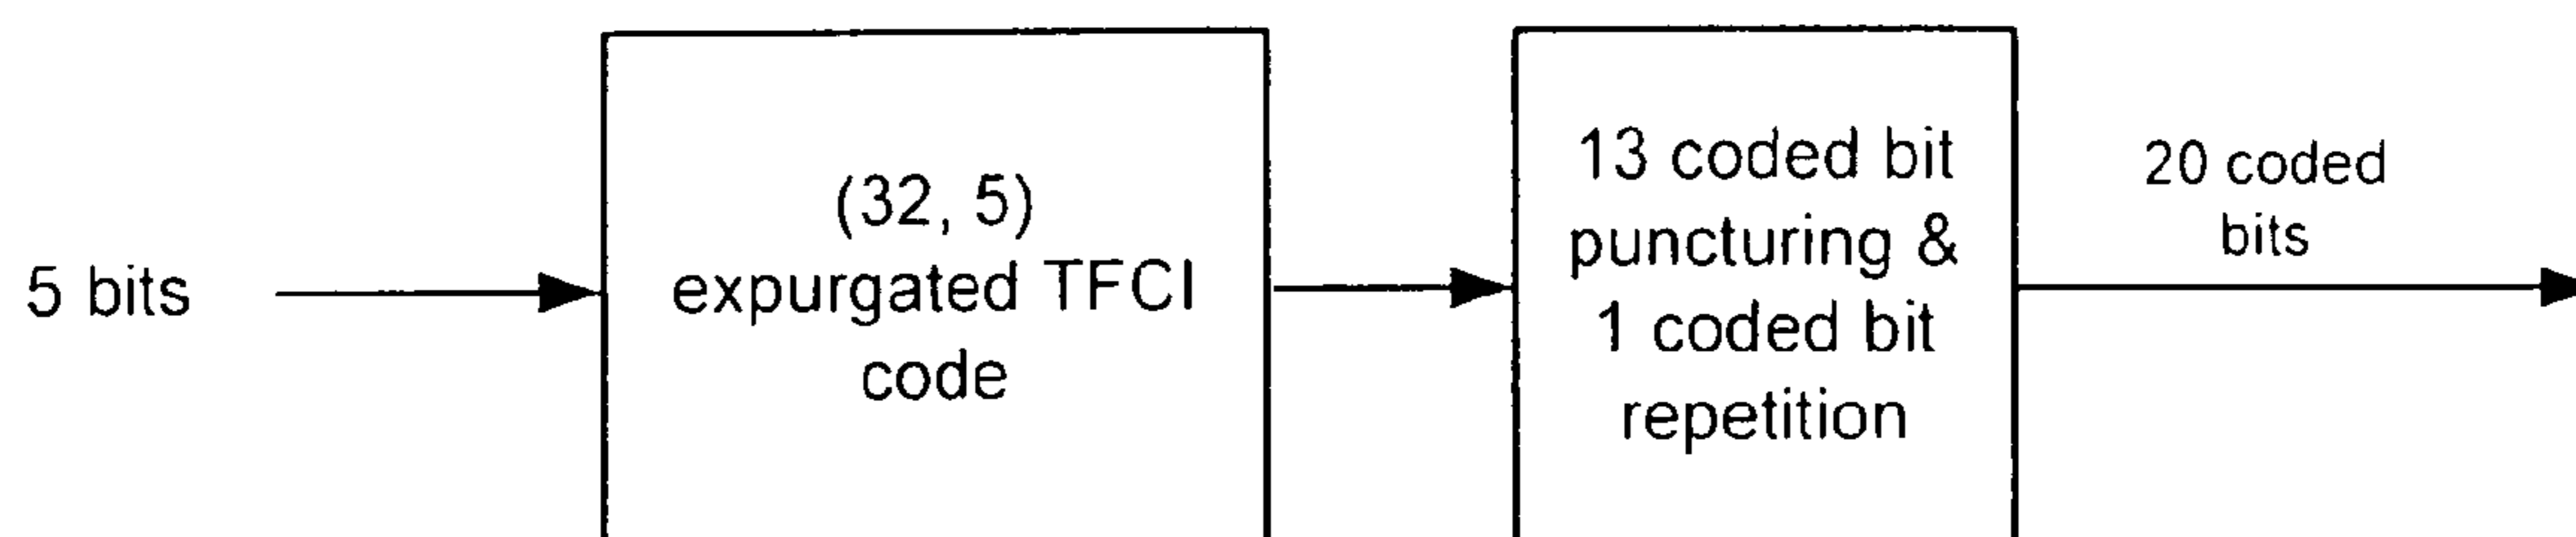 5 bits
(32, 5)
expurgated TFCI
code
13 coded bit
puncturing &
1 coded bit
repetition
20 coded
bits